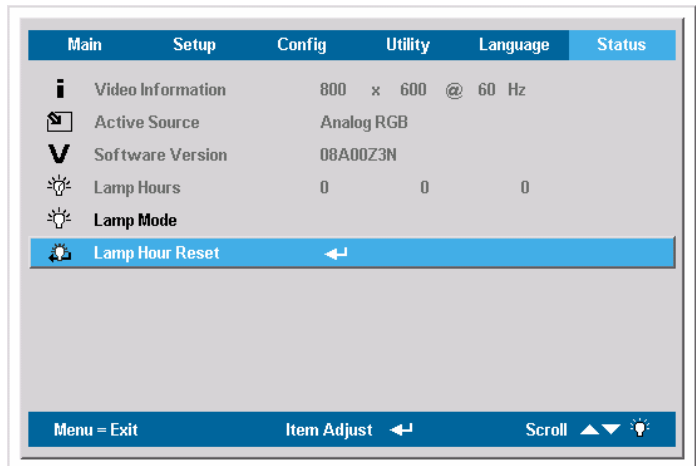 Main Setup Config Utility Language Status
i Video Information 800 x 600 @ 60 Hz
Active Source Analog RGB
V Software Version 08A00Z3N
Lamp Hours 0 0 0
Lamp Mode
Lamp Hour Reset
Menu = Exit Item Adjust Scroll